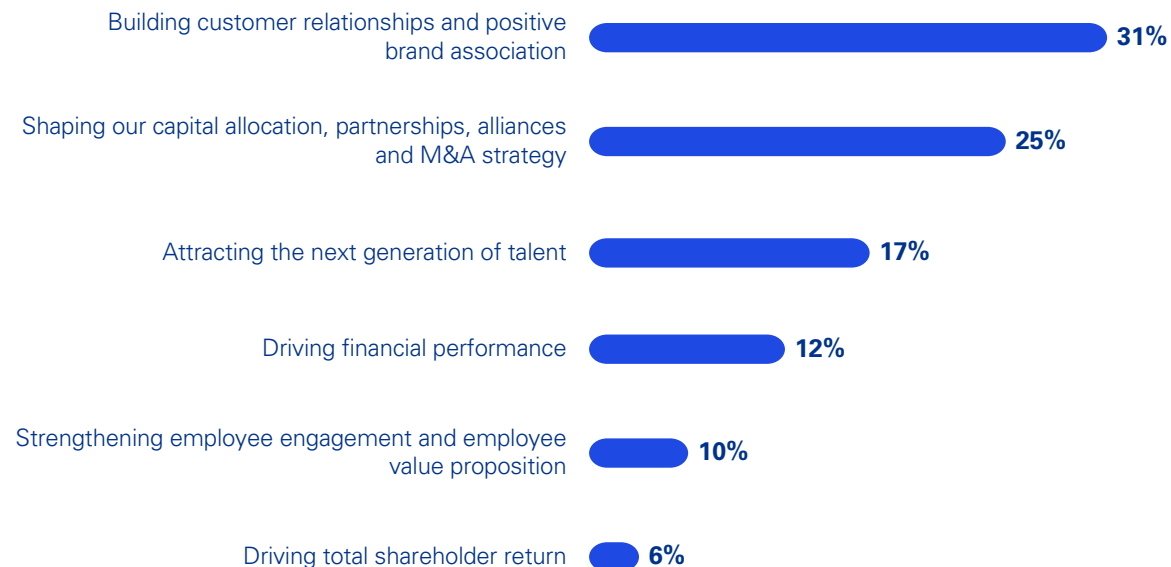 Building customer relationships and positive
brand association
31%
Shaping our capital allocation, partnerships, alliances
and M&A strategy
25%
Attracting the next generation of talent
17%
Driving financial performance
12%
Strengthening employee engagement and employee
value proposition
10%
Driving total shareholder return
6%